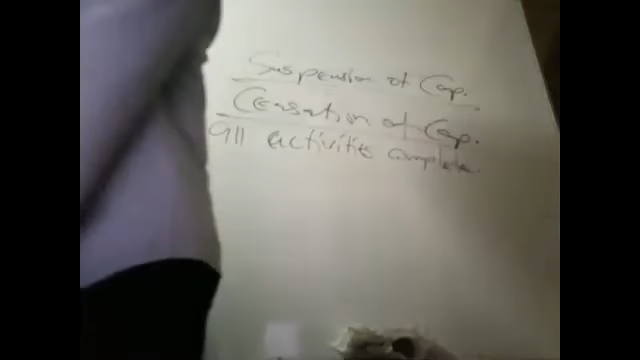 Suspension of Cap.
Cessation of Cap.
all activities complete.